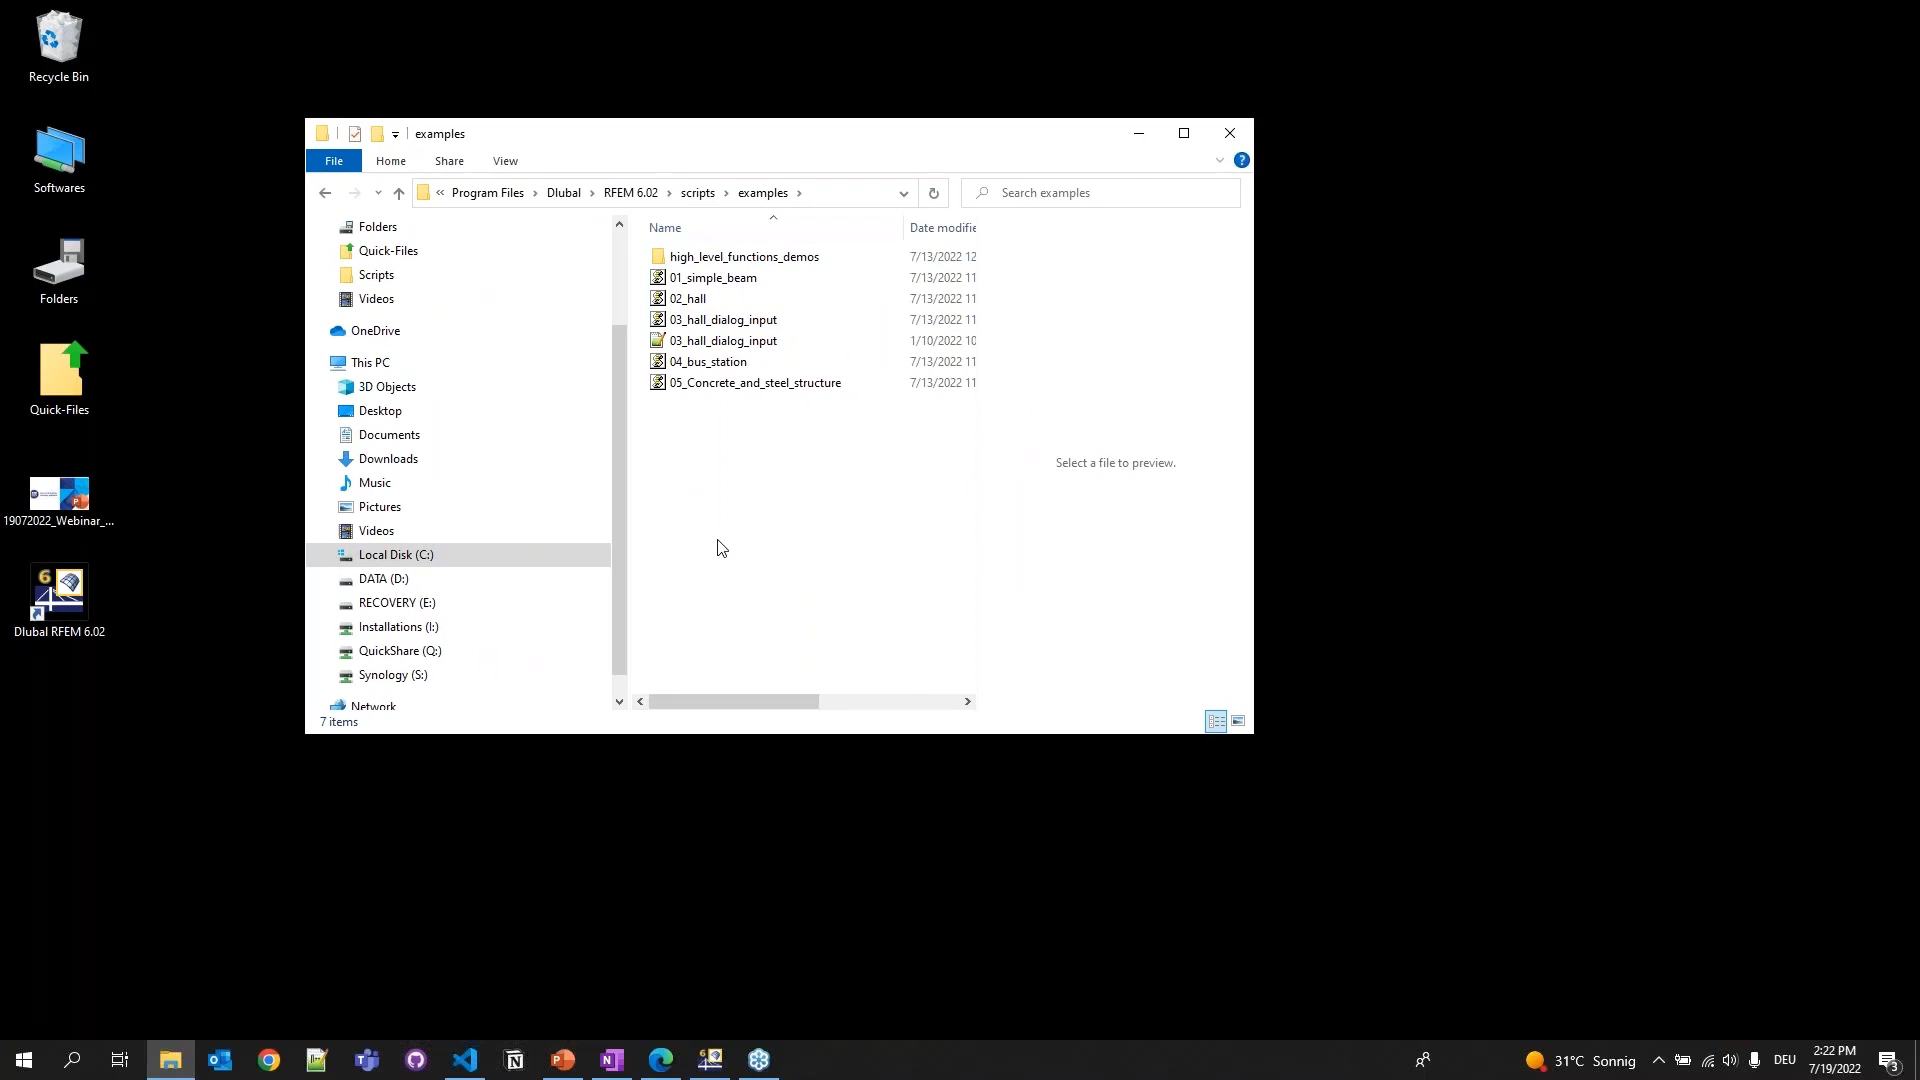 Recycle Bin
Softwares
Folders
Quick-Files
19072022_Webinar_...
6
Dlubal RFEM 6.02
examples
File Home Share View
« Program Files › Dlubal › RFEM 6.02 › scripts › examples ›
Search examples
Folders
Quick-Files
Scripts
Videos
OneDrive
This PC
3D Objects
Desktop
Documents
Downloads
Music
Pictures
Videos
Local Disk (C:)
DATA (D:)
RECOVERY (E:)
Installations (I:)
QuickShare (Q:)
Synology (S:)
Network
Name Date modifie
high_level_functions_demos 7/13/2022 12
01_simple_beam 7/13/2022 11
02_hall 7/13/2022 11
03_hall_dialog_input 7/13/2022 11
03_hall_dialog_input 1/10/2022 10
04_bus_station 7/13/2022 11
05_Concrete_and_steel_structure 7/13/2022 11
Select a file to preview.
7 items
31°C Sonnig
DEU
2:22 PM
7/19/2022
3